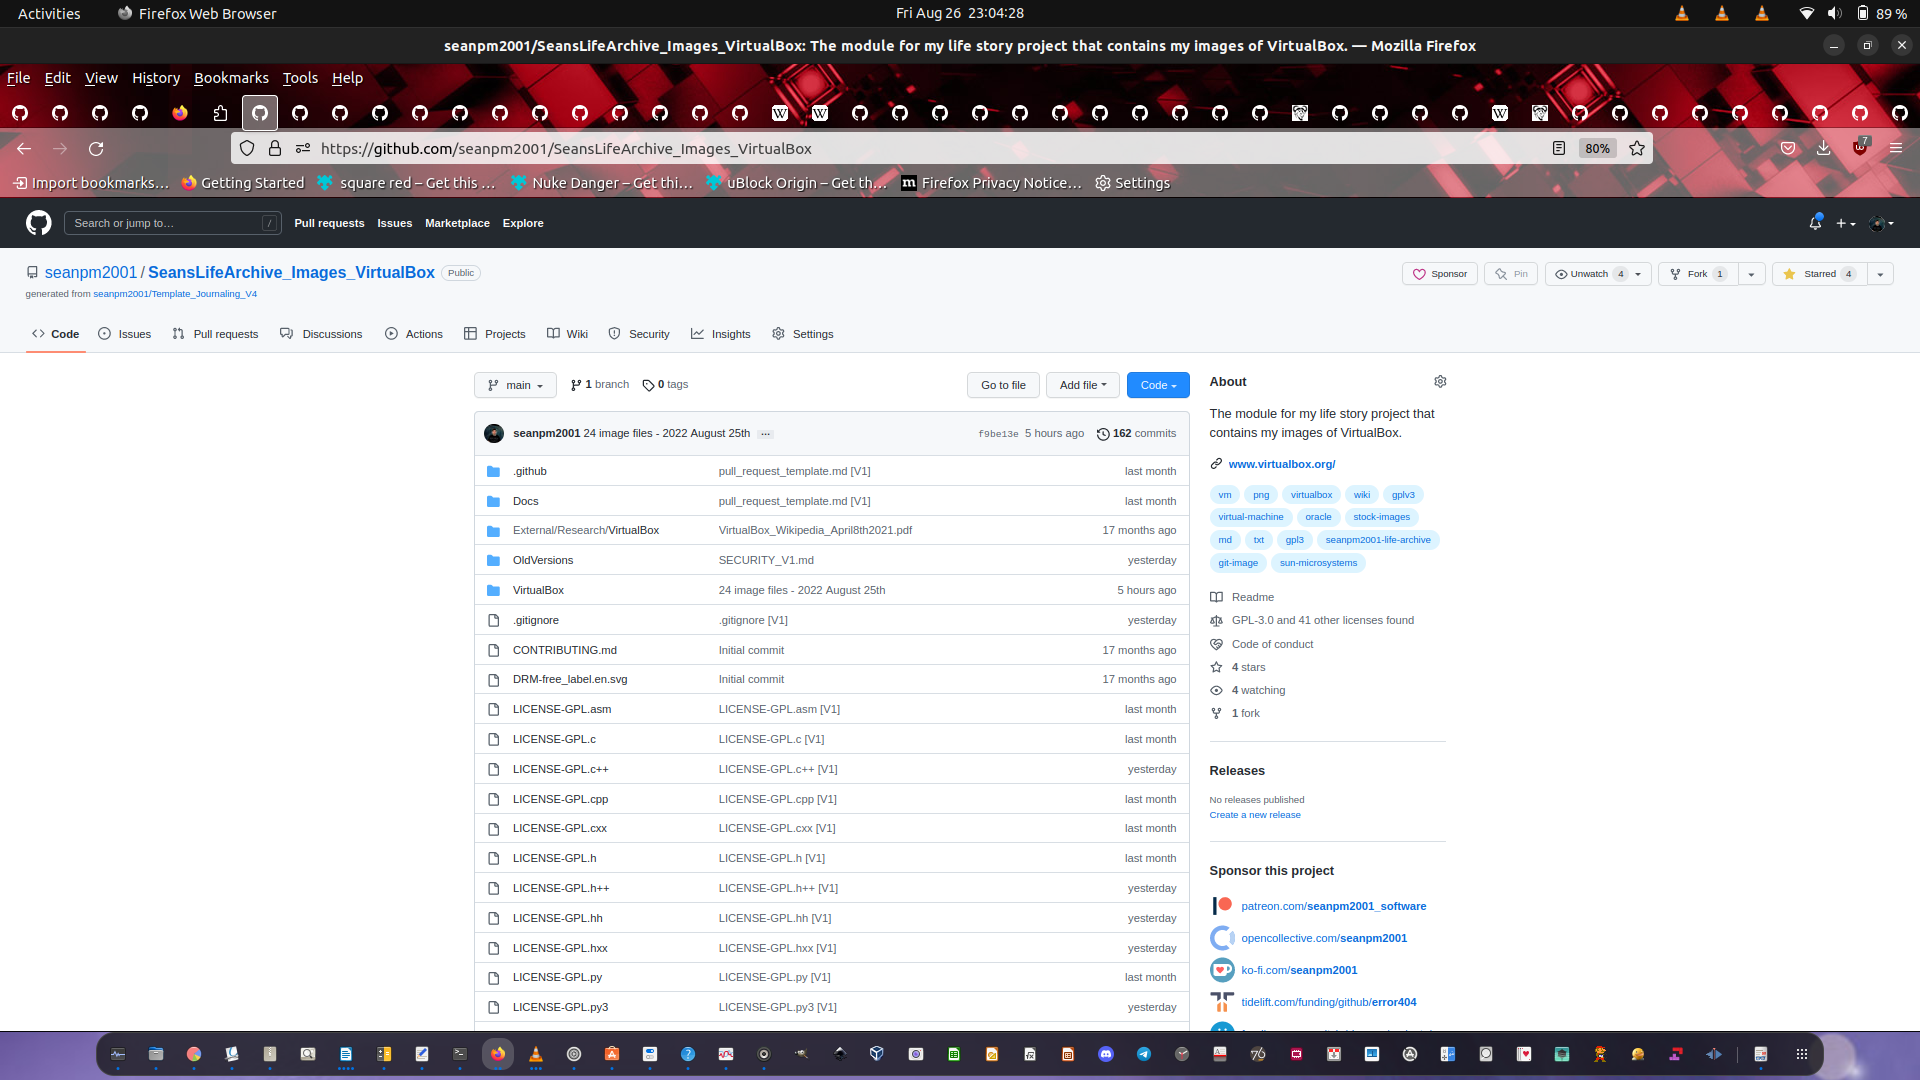 Activities
Firefox Web Browser
Fri Aug 26 23:04:28
89 %
seanpm2001/SeansLifeArchive_Images_VirtualBox: The module for my life story project that contains my images of VirtualBox. — Mozilla Firefox
File Edit View History Bookmarks Tools Help
https://github.com/seanpm2001/SeansLifeArchive_Images_VirtualBox
80%
7
Import bookmarks… Getting Started square red – Get this … Nuke Danger – Get thi… uBlock Origin – Get th… Firefox Privacy Notice… Settings
Search or jump to… /
Pull requests Issues Marketplace Explore
seanpm2001 / SeansLifeArchive_Images_VirtualBox Public
generated from seanpm2001/Template_Journaling_V4
Sponsor Pin Unwatch 4 Fork 1 Starred 4
Code Issues Pull requests Discussions Actions Projects Wiki Security Insights Settings
main 1 branch 0 tags Go to file Add file Code
seanpm2001 24 image files - 2022 August 25th … f9be13e 5 hours ago 162 commits
.github pull_request_template.md [V1] last month
Docs pull_request_template.md [V1] last month
External/Research/VirtualBox VirtualBox_Wikipedia_April8th2021.pdf 17 months ago
OldVersions SECURITY_V1.md yesterday
VirtualBox 24 image files - 2022 August 25th 5 hours ago
.gitignore .gitignore [V1] yesterday
CONTRIBUTING.md Initial commit 17 months ago
DRM-free_label.en.svg Initial commit 17 months ago
LICENSE-GPL.asm LICENSE-GPL.asm [V1] last month
LICENSE-GPL.c LICENSE-GPL.c [V1] last month
LICENSE-GPL.c++ LICENSE-GPL.c++ [V1] yesterday
LICENSE-GPL.cpp LICENSE-GPL.cpp [V1] last month
LICENSE-GPL.cxx LICENSE-GPL.cxx [V1] last month
LICENSE-GPL.h LICENSE-GPL.h [V1] last month
LICENSE-GPL.h++ LICENSE-GPL.h++ [V1] yesterday
LICENSE-GPL.hh LICENSE-GPL.hh [V1] yesterday
LICENSE-GPL.hxx LICENSE-GPL.hxx [V1] yesterday
LICENSE-GPL.py LICENSE-GPL.py [V1] last month
LICENSE-GPL.py3 LICENSE-GPL.py3 [V1] yesterday
About
The module for my life story project that
contains my images of VirtualBox.
www.virtualbox.org/
vm png virtualbox wiki gplv3
virtual-machine oracle stock-images
md txt gpl3 seanpm2001-life-archive
git-image sun-microsystems
Readme
GPL-3.0 and 41 other licenses found
Code of conduct
4 stars
4 watching
1 fork
Releases
No releases published
Create a new release
Sponsor this project
patreon.com/seanpm2001_software
opencollective.com/seanpm2001
ko-fi.com/seanpm2001
tidelift.com/funding/github/error404